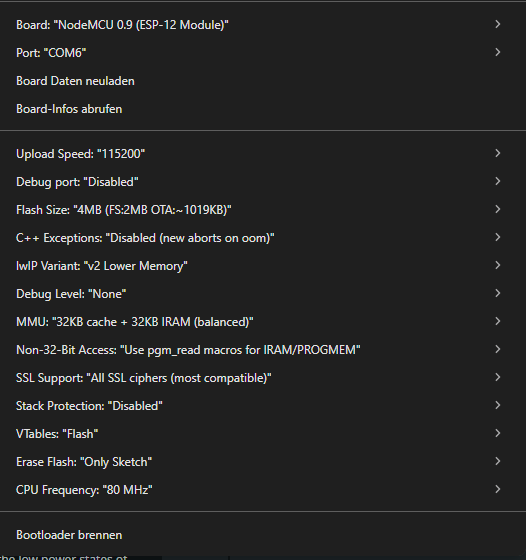 Board: "NodeMCU 0.9 (ESP-12 Module)"
Port: "COM6"
Board Daten neuladen
Board-Infos abrufen
Upload Speed: "115200"
Debug port: "Disabled"
Flash Size: "4MB (FS:2MB OTA:~1019KB)"
C++ Exceptions: "Disabled (new aborts on oom)"
lwIP Variant: "v2 Lower Memory"
Debug Level: "None"
MMU: "32KB cache + 32KB IRAM (balanced)"
Non-32-Bit Access: "Use pgm_read macros for IRAM/PROGMEM"
SSL Support: "All SSL ciphers (most compatible)"
Stack Protection: "Disabled"
VTables: "Flash"
Erase Flash: "Only Sketch"
CPU Frequency: "80 MHz"
Bootloader brennen
the low power states of